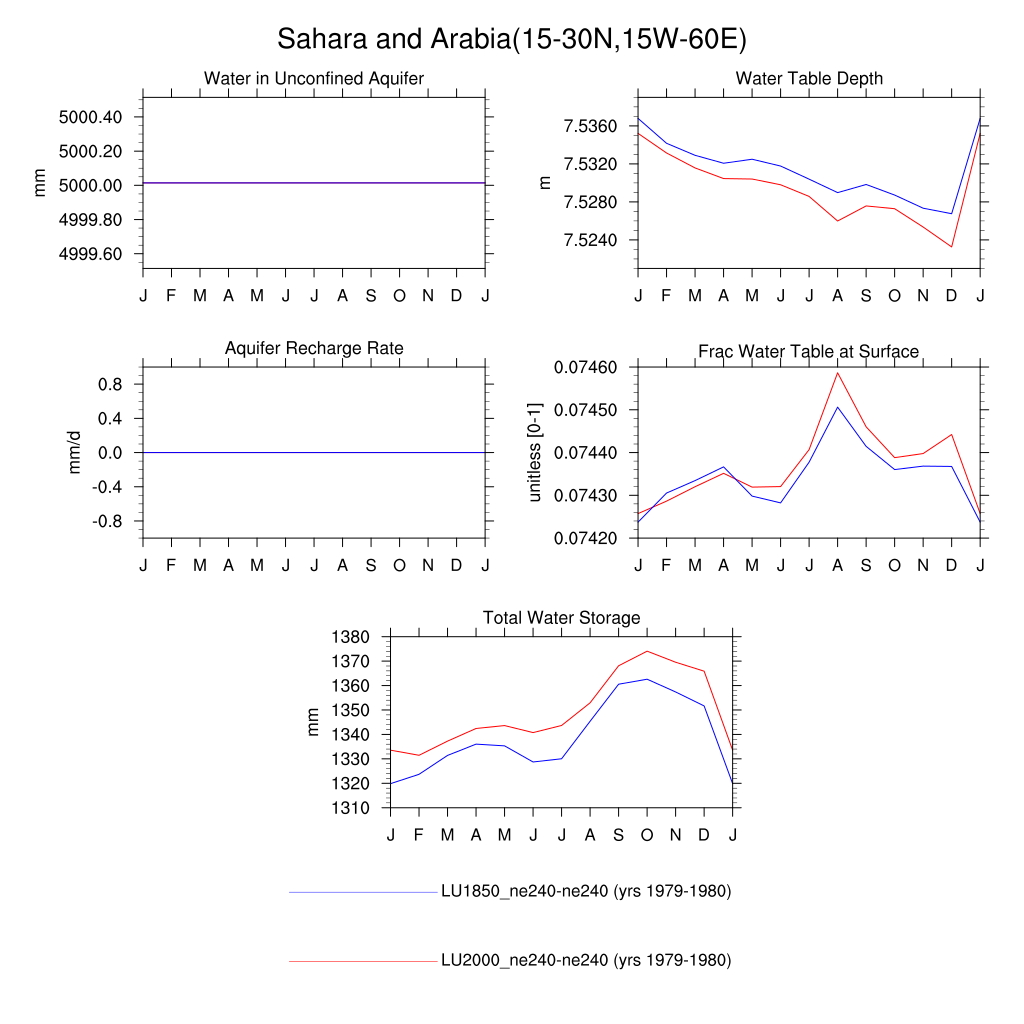 Sahara and Arabia(15-30N,15W-60E)
Water in Unconfined Aquifer
5000.40
5000.20
5000.00
4999.80
4999.60
mm
J F M A M J J A S O N D J
Water Table Depth
7.5360
7.5320
7.5280
7.5240
m
J F M A M J J A S O N D J
Aquifer Recharge Rate
0.8
0.4
0.0
-0.4
-0.8
mm/d
J F M A M J J A S O N D J
Frac Water Table at Surface
0.07460
0.07450
0.07440
0.07430
0.07420
unitless [0-1]
J F M A M J J A S O N D J
Total Water Storage
1380
1370
1360
1350
1340
1330
1320
1310
mm
J F M A M J J A S O N D J
LU1850_ne240-ne240 (yrs 1979-1980)
LU2000_ne240-ne240 (yrs 1979-1980)